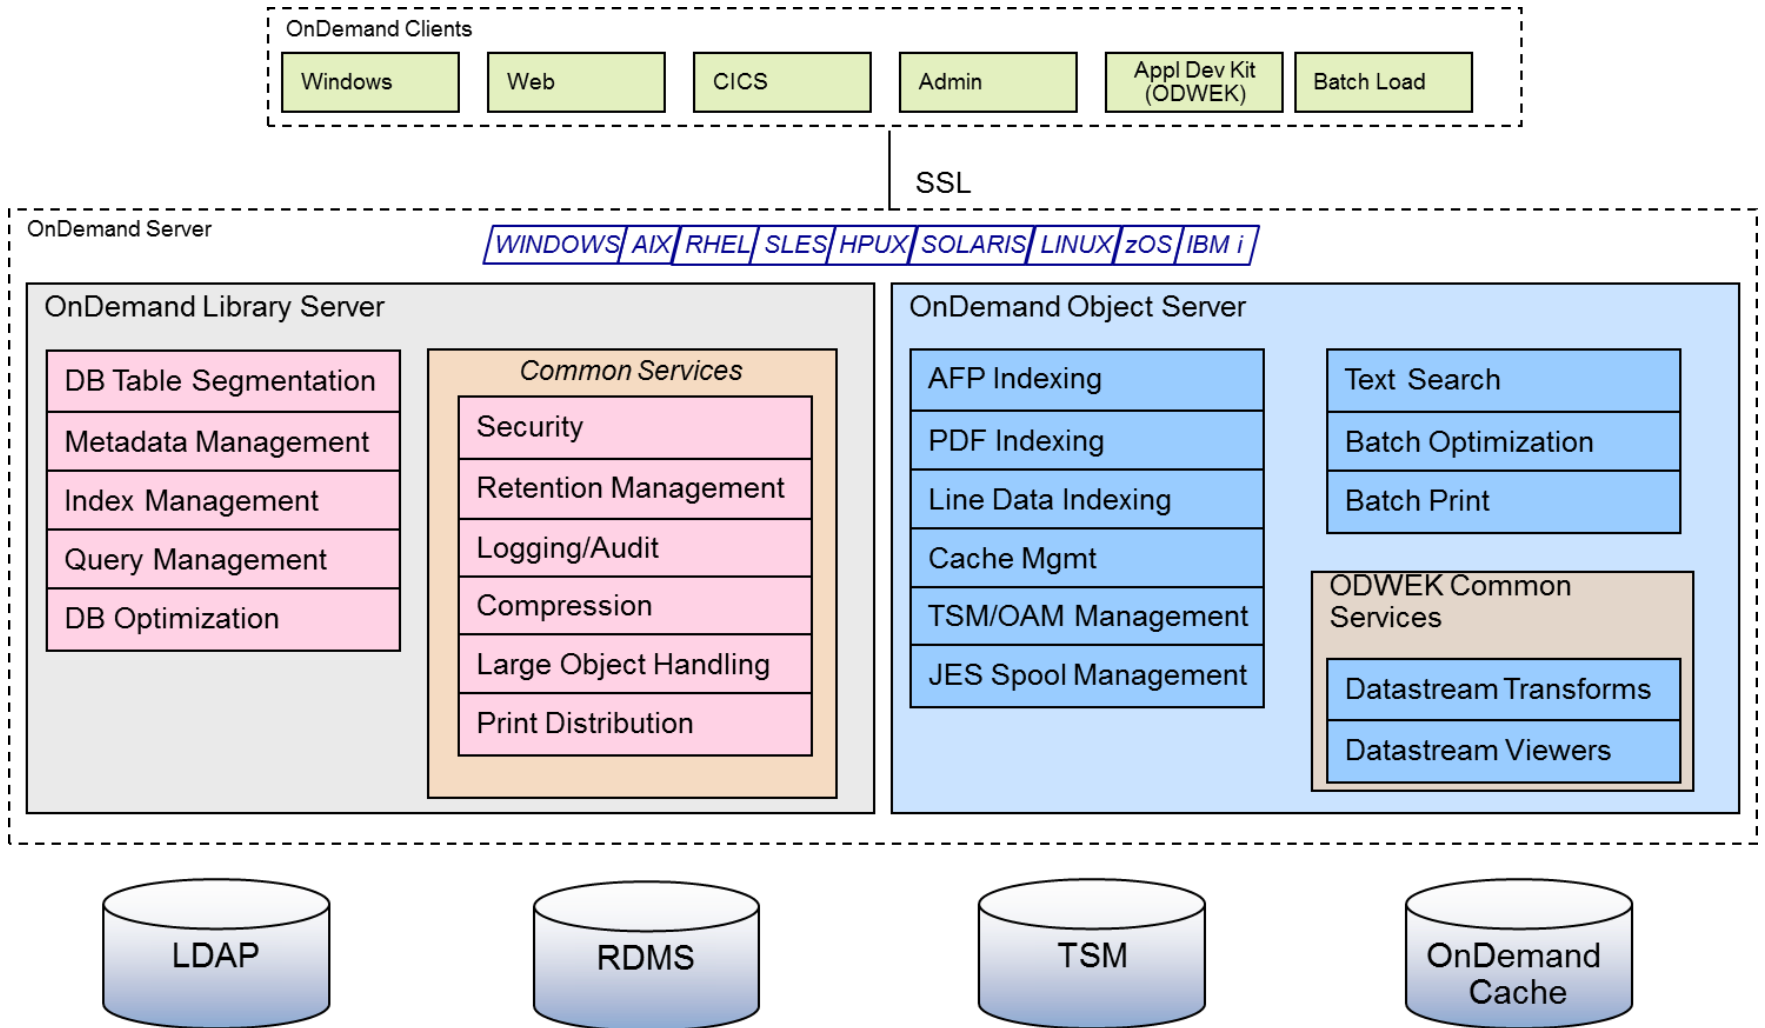 OnDemand Clients
Windows
Web
CICS
Admin
Appl Dev Kit
(ODWEK)
Batch Load
SSL
OnDemand Server
WINDOWS AIX RHEL SLES HPUX SOLARIS LINUX zOS IBM i
OnDemand Library Server
DB Table Segmentation
Metadata Management
Index Management
Query Management
DB Optimization
Common Services
Security
Retention Management
Logging/Audit
Compression
Large Object Handling
Print Distribution
OnDemand Object Server
AFP Indexing
PDF Indexing
Line Data Indexing
Cache Mgmt
TSM/OAM Management
JES Spool Management
Text Search
Batch Optimization
Batch Print
ODWEK Common
Services
Datastream Transforms
Datastream Viewers
LDAP
RDMS
TSM
OnDemand
Cache